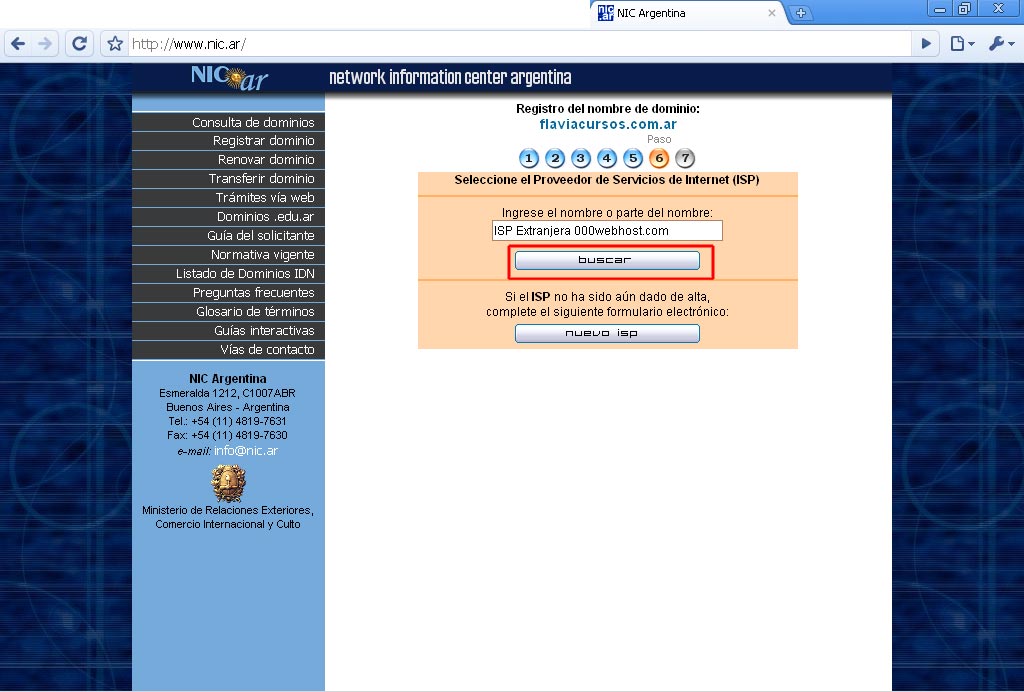 NIC Argentina
http://www.nic.ar/
NIC ar
network information center argentina
Consulta de dominios
Registrar dominio
Renovar dominio
Transferir dominio
Trámites vía web
Dominios .edu.ar
Guía del solicitante
Normativa vigente
Listado de Dominios IDN
Preguntas frecuentes
Glosario de términos
Guías interactivas
Vías de contacto
NIC Argentina
Esmeralda 1212, C1007ABR
Buenos Aires - Argentina
Tel.: +54 (11) 4819-7631
Fax: +54 (11) 4819-7630
e-mail: info@nic.ar
Ministerio de Relaciones Exteriores,
Comercio Internacional y Culto
Registro del nombre de dominio:
flaviacursos.com.ar
Paso
1 2 3 4 5 6 7
Seleccione el Proveedor de Servicios de Internet (ISP)
Ingrese el nombre o parte del nombre:
ISP Extranjera 000webhost.com
buscar
Si el ISP no ha sido aún dado de alta,
complete el siguiente formulario electrónico:
nuevo isp